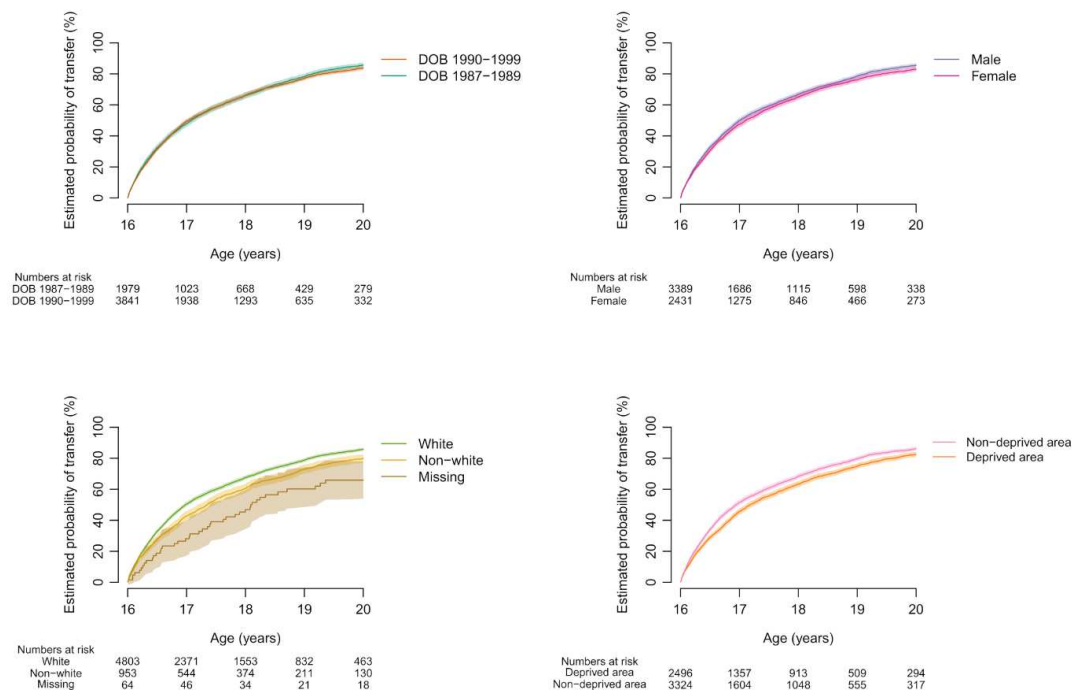 Estimated probability of transfer (%)
0 20 40 60 80 100
DOB 1990−1999
DOB 1987−1989
16 17 18 19 20
Age (years)
Numbers at risk
DOB 1987−1989 1979 1023 668 429 279
DOB 1990−1999 3841 1938 1293 635 332
Estimated probability of transfer (%)
0 20 40 60 80 100
Male
Female
16 17 18 19 20
Age (years)
Numbers at risk
Male 3389 1686 1115 598 338
Female 2431 1275 846 466 273
Estimated probability of transfer (%)
0 20 40 60 80 100
White
Non−white
Missing
16 17 18 19 20
Age (years)
Numbers at risk
White 4803 2371 1553 832 463
Non−white 953 544 374 211 130
Missing 64 46 34 21 18
Estimated probability of transfer (%)
0 20 40 60 80 100
Non−deprived area
Deprived area
16 17 18 19 20
Age (years)
Numbers at risk
Deprived area 2496 1357 913 509 294
Non−deprived area 3324 1604 1048 555 317